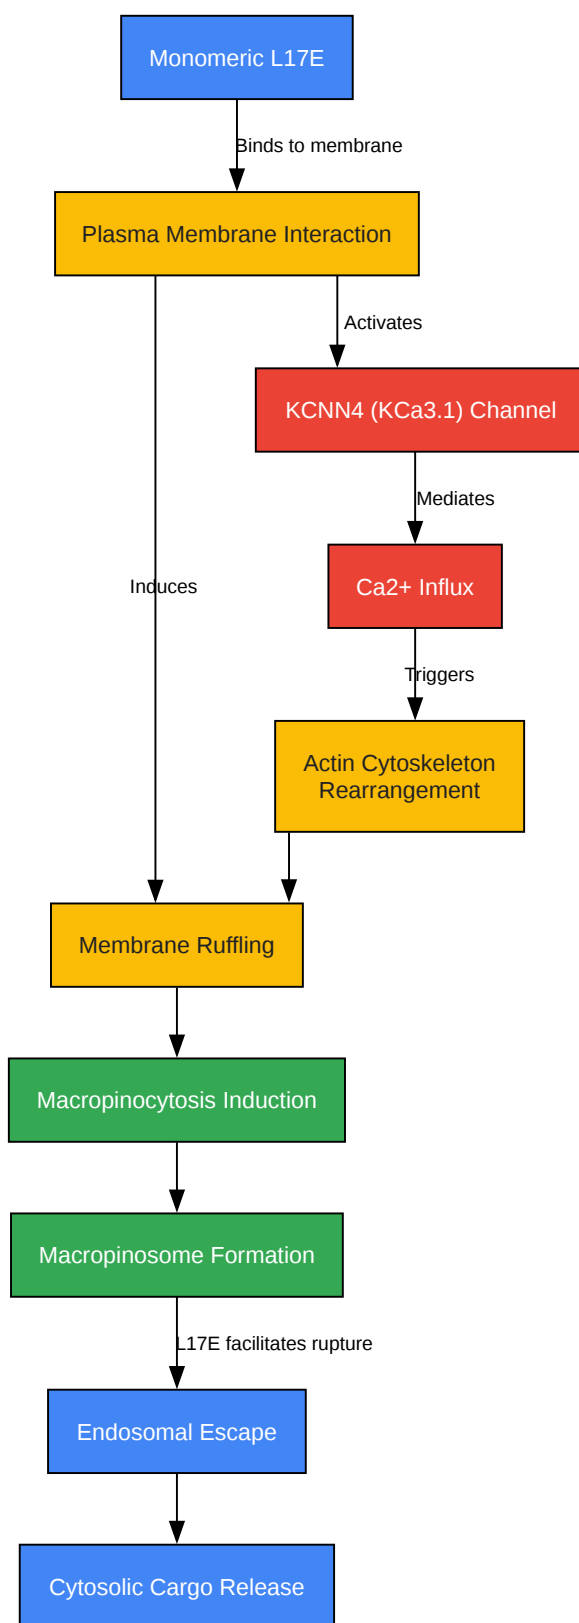 Monomeric L17E
Binds to membrane
Plasma Membrane Interaction
Activates
KCNN4 (KCa3.1) Channel
Mediates
Induces
Ca2+ Influx
Triggers
Actin Cytoskeleton
Rearrangement
Membrane Ruffling
Macropinocytosis Induction
Macropinosome Formation
L17E facilitates rupture
Endosomal Escape
Cytosolic Cargo Release